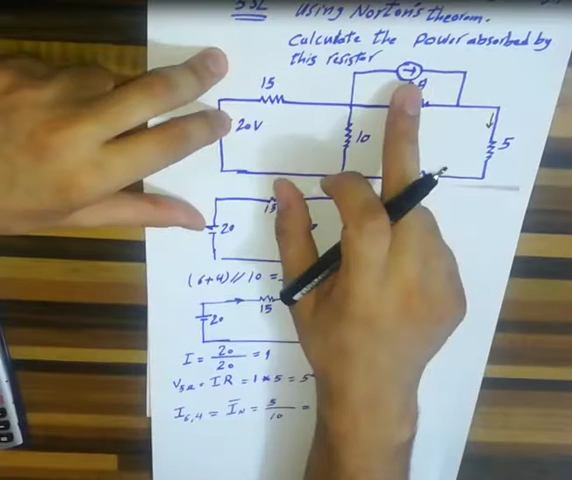 Using Norton's theorem.
Calculate the Power absorbed by
this resistor
15
20V
10
5
15
20
(6+4)//10 =
20
15
I = 20/20 = 1
V5Ω = IR = 1*5 = 5
I6,4 = I̅N = 5/10 =